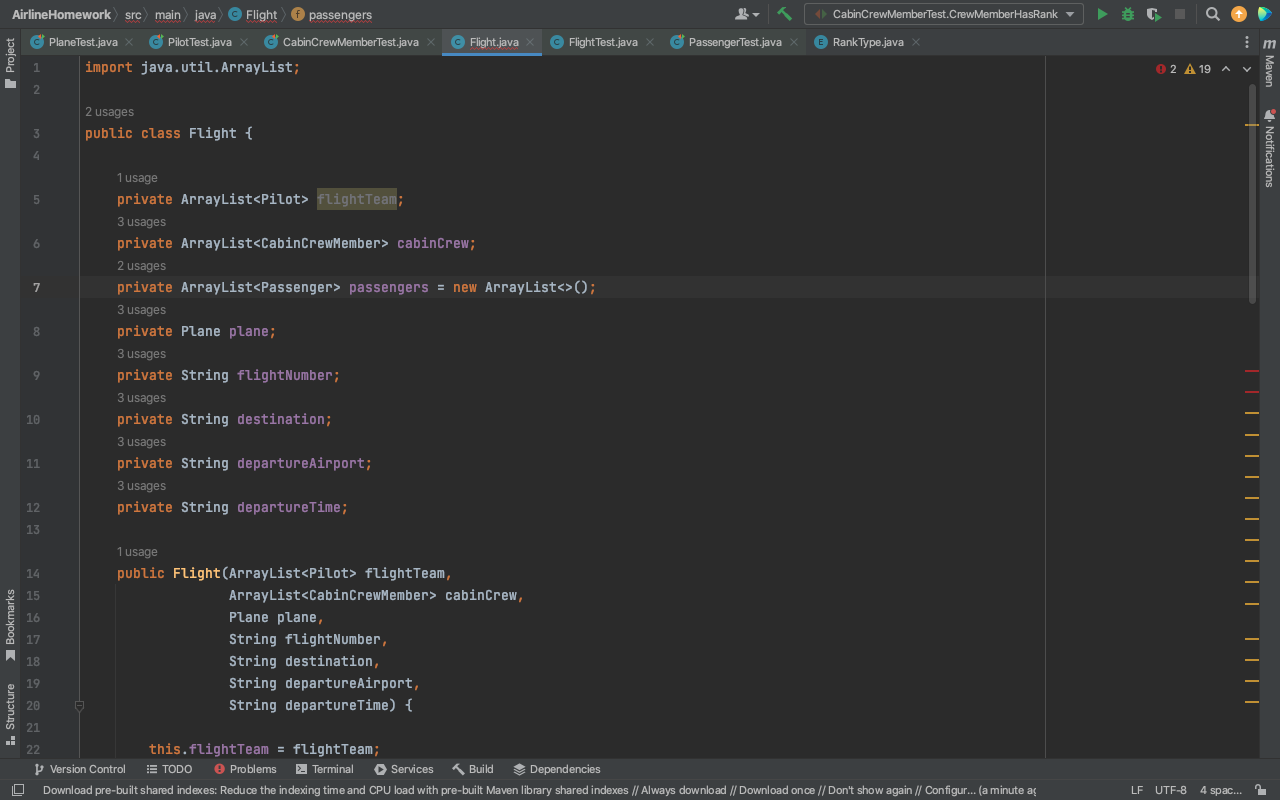 AirlineHomework src main java Flight passengers CabinCrewMemberTest.CrewMemberHasRank
PlaneTest.java PilotTest.java CabinCrewMemberTest.java Flight.java FlightTest.java PassengerTest.java RankType.java
Project
Bookmarks
Structure
Maven
Notifications
2 19
1 import java.util.ArrayList;
2
2 usages
3 public class Flight {
4
1 usage
5 private ArrayList<Pilot> flightTeam;
3 usages
6 private ArrayList<CabinCrewMember> cabinCrew;
2 usages
7 private ArrayList<Passenger> passengers = new ArrayList<>();
3 usages
8 private Plane plane;
3 usages
9 private String flightNumber;
3 usages
10 private String destination;
3 usages
11 private String departureAirport;
3 usages
12 private String departureTime;
13
1 usage
14 public Flight(ArrayList<Pilot> flightTeam,
15 ArrayList<CabinCrewMember> cabinCrew,
16 Plane plane,
17 String flightNumber,
18 String destination,
19 String departureAirport,
20 String departureTime) {
21
22 this.flightTeam = flightTeam;
Version Control TODO Problems Terminal Services Build Dependencies
Download pre-built shared indexes: Reduce the indexing time and CPU load with pre-built Maven library shared indexes // Always download // Download once // Don't show again // Configur... (a minute ag LF UTF-8 4 spac...